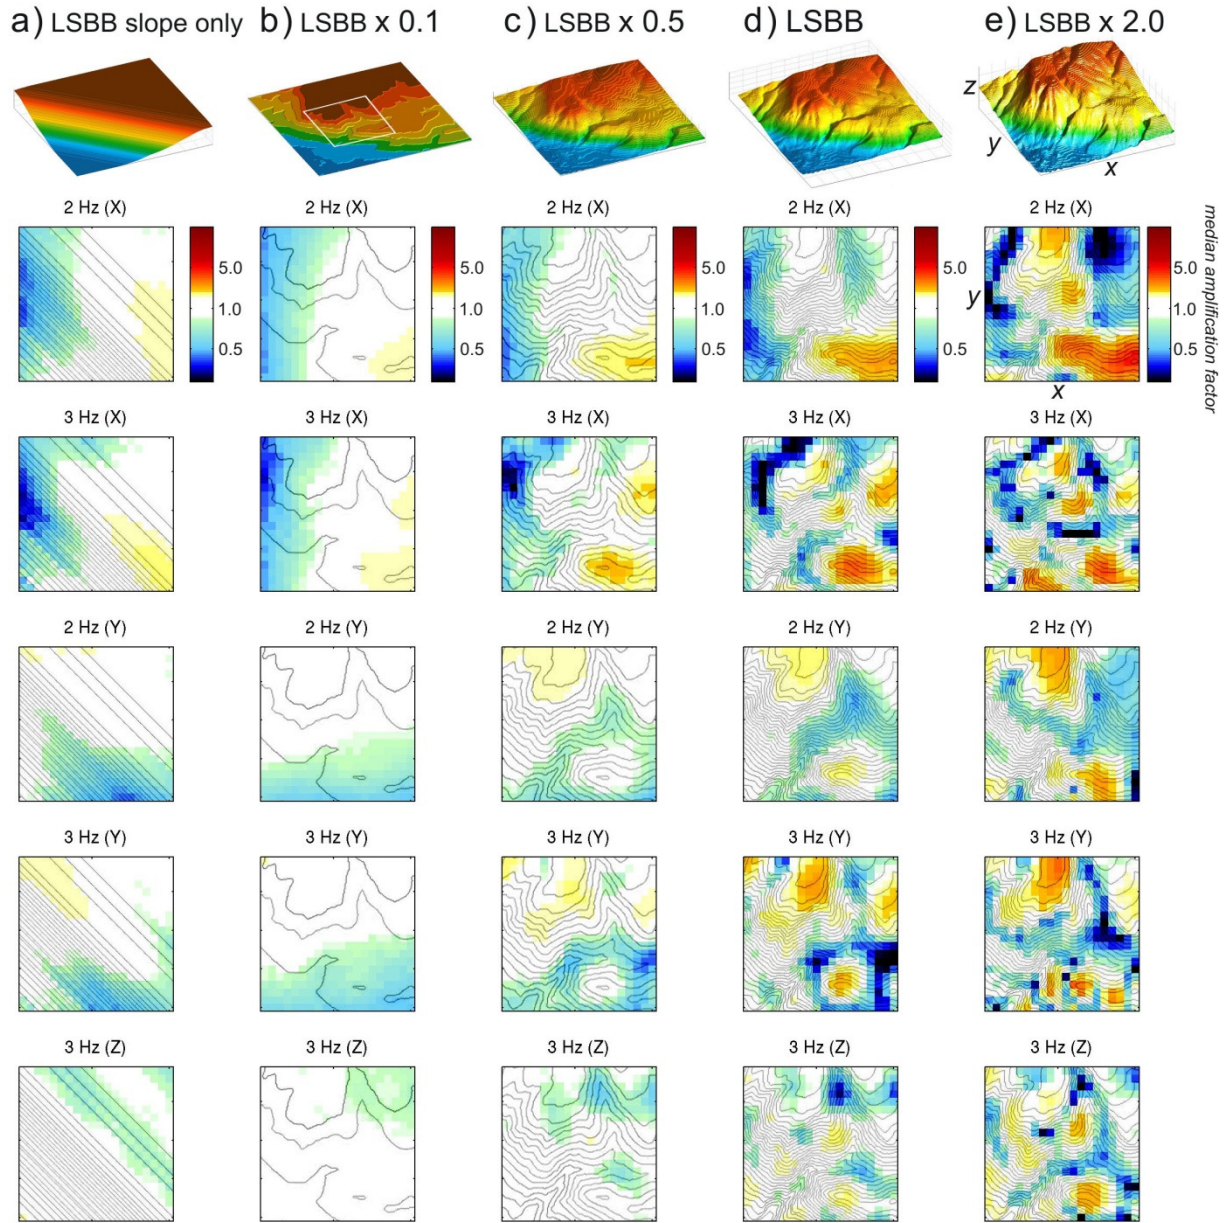 a) LSBB slope only b) LSBB x 0.1 c) LSBB x 0.5 d) LSBB e) LSBB x 2.0
z
y
x
2 Hz (X) 2 Hz (X) 2 Hz (X) 2 Hz (X) 2 Hz (X)
5.0 5.0 5.0 5.0 5.0
1.0 1.0 1.0 1.0 1.0
0.5 0.5 0.5 0.5 0.5
y
x
median amplification factor
3 Hz (X) 3 Hz (X) 3 Hz (X) 3 Hz (X) 3 Hz (X)
2 Hz (Y) 2 Hz (Y) 2 Hz (Y) 2 Hz (Y) 2 Hz (Y)
3 Hz (Y) 3 Hz (Y) 3 Hz (Y) 3 Hz (Y) 3 Hz (Y)
3 Hz (Z) 3 Hz (Z) 3 Hz (Z) 3 Hz (Z) 3 Hz (Z)